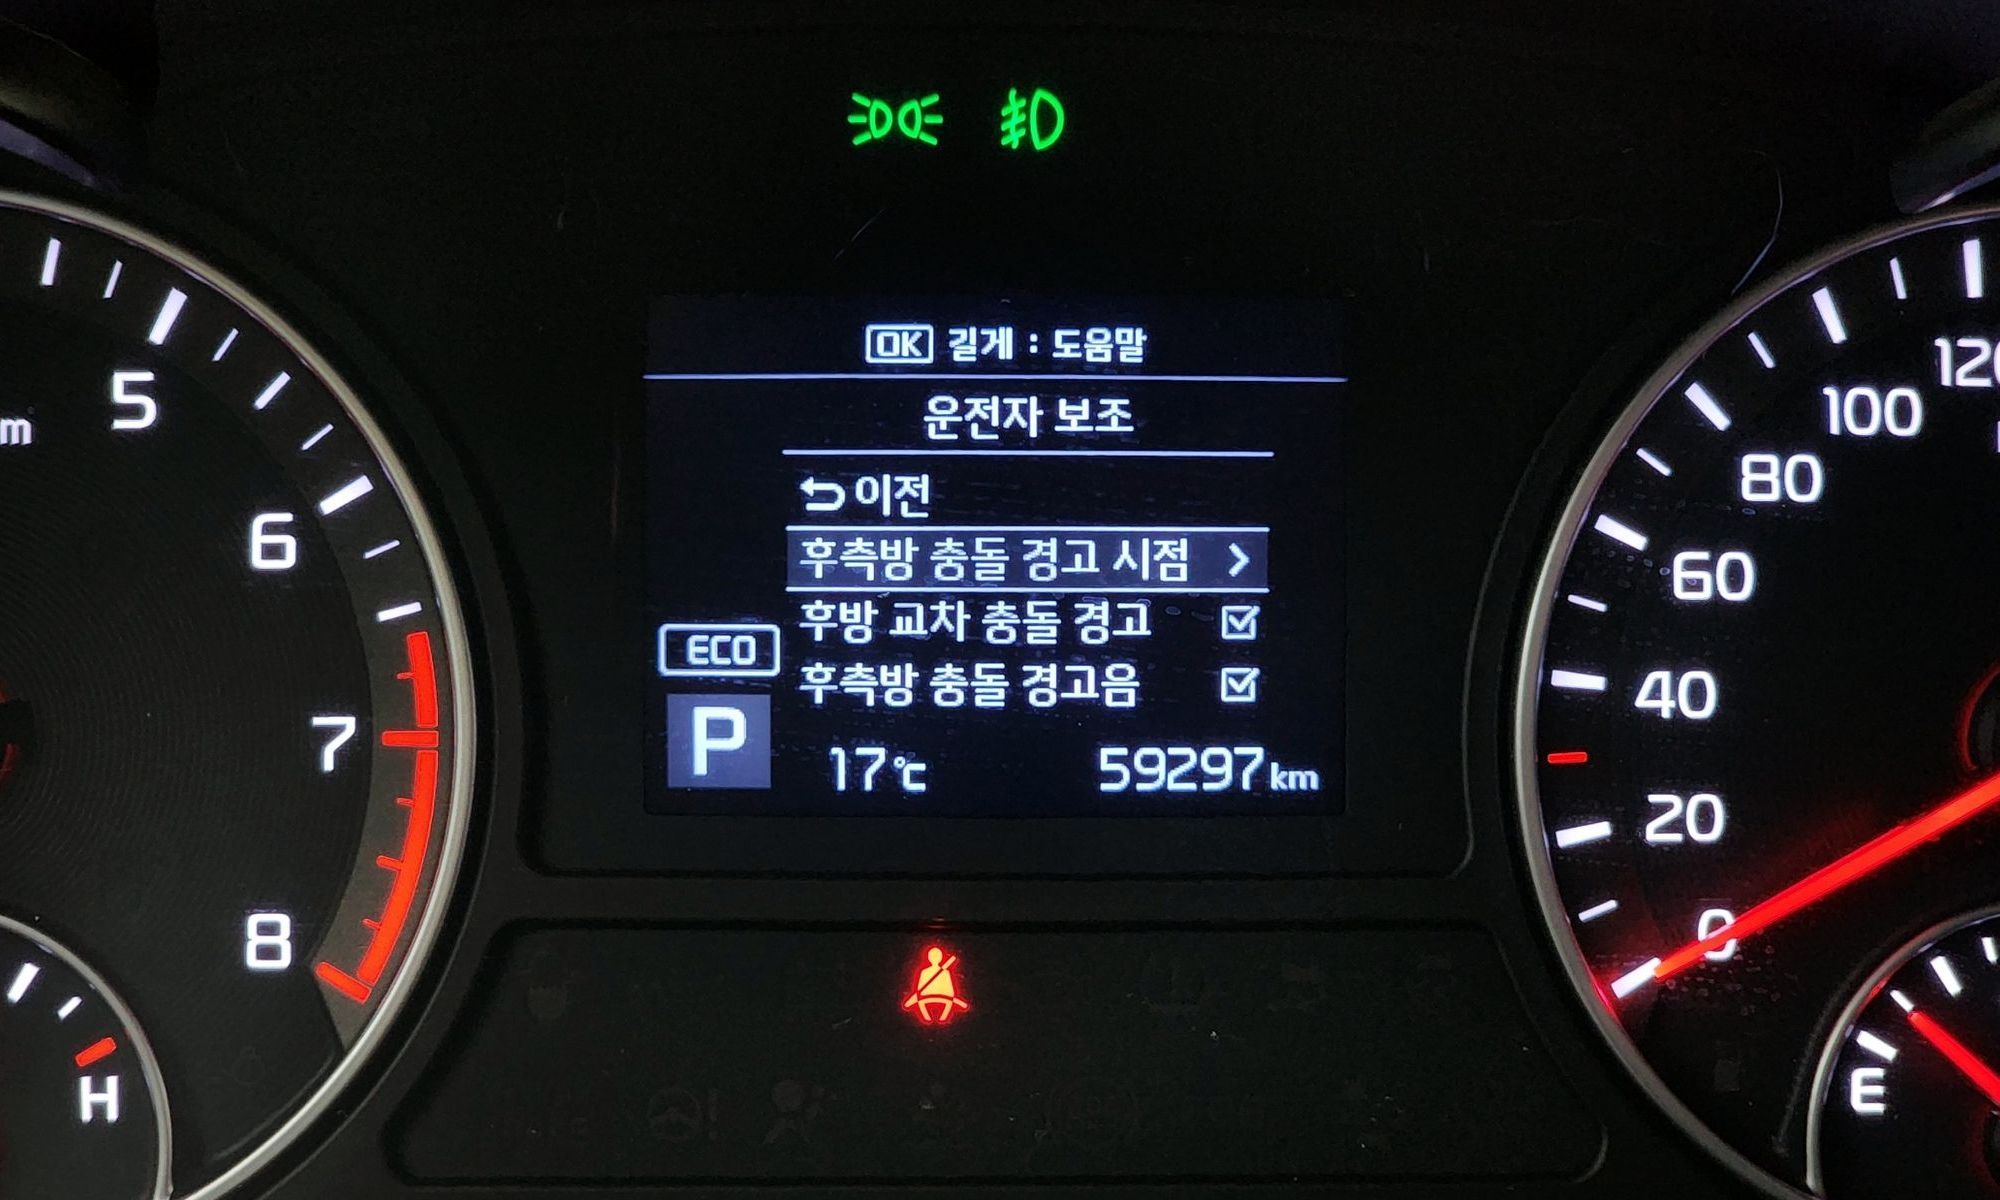 OK 길게 : 도움말
운전자 보조
이전
후측방 충돌 경고 시점
후방 교차 충돌 경고
후측방 충돌 경고음
ECO
P
17℃
59297 km
m
5
6
7
8
H
120
100
80
60
40
20
0
E